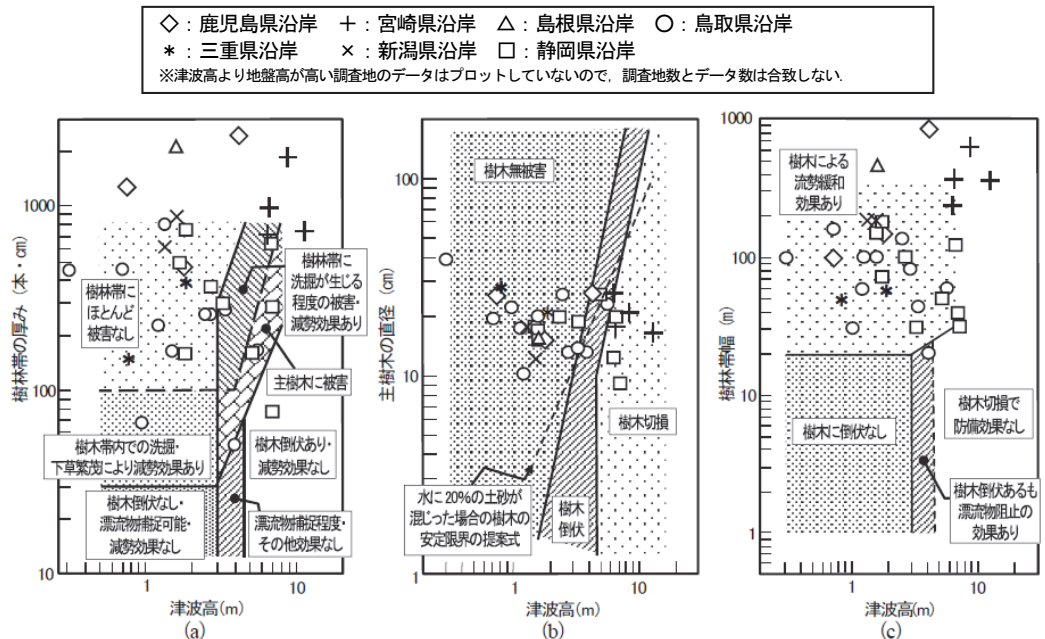 ◇：鹿児島県沿岸 ＋：宮崎県沿岸 △：島根県沿岸 ○：鳥取県沿岸
＊：三重県沿岸 ×：新潟県沿岸 □：静岡県沿岸
※津波高より地盤高が高い調査地のデータはプロットしていないので，調査地数とデータ数は合致しない.
樹林帯の厚み（本・cm）
1000
100
10
樹林帯に
ほとんど
被害なし
樹林帯に
洗掘が生じる
程度の被害・
減勢効果あり
主樹木に被害
樹木帯内での洗掘・
下草繁茂により減勢効果あり
樹木倒伏あり・
減勢効果なし
樹木倒伏なし・
漂流物捕捉可能・
減勢効果なし
漂流物捕捉程度・
その他効果なし
1
10
津波高(m)
(a)
主樹木の直径（cm）
100
10
1
樹木無被害
樹木切損
水に20%の土砂が
混じった場合の樹木の
安定限界の提案式
樹木
倒伏
1
10
津波高(m)
(b)
樹林帯幅（m）
1000
100
10
1
樹木による
流勢緩和
効果あり
樹木に倒伏なし
樹木切損で
防備効果なし
樹木倒伏あるも
漂流物阻止の
効果あり
1
10
津波高(m)
(c)